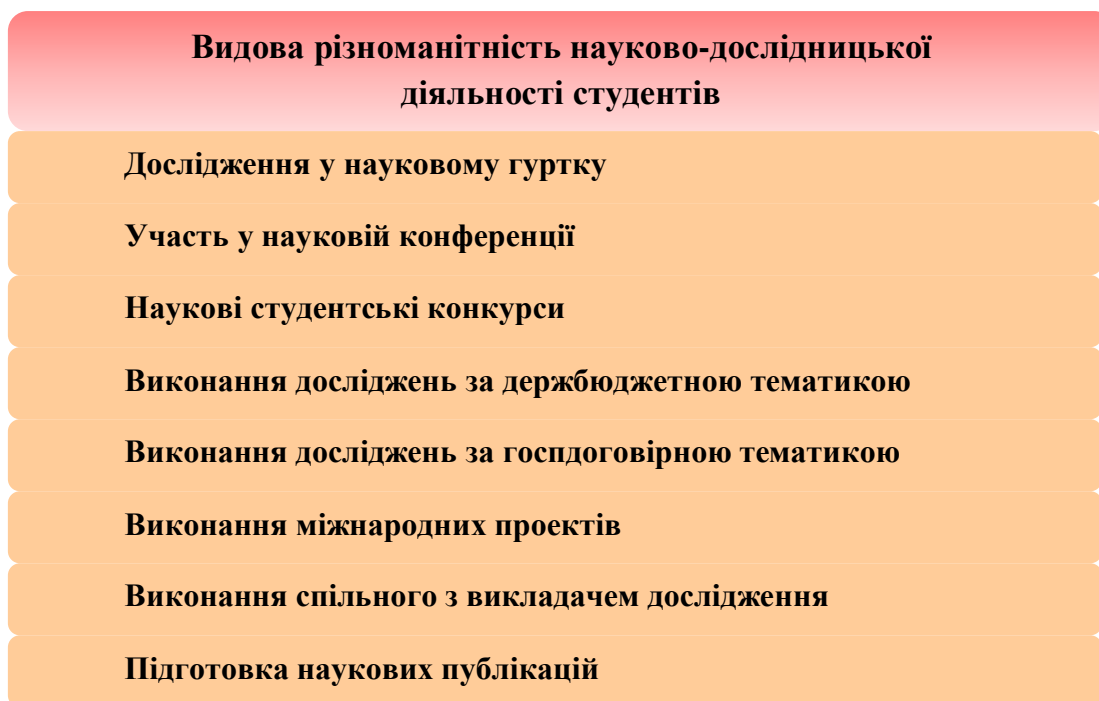 Видова різноманітність науково-дослідницької
діяльності студентів
Дослідження у науковому гуртку
Участь у науковій конференції
Наукові студентські конкурси
Виконання досліджень за держбюджетною тематикою
Виконання досліджень за госпдоговірною тематикою
Виконання міжнародних проектів
Виконання спільного з викладачем дослідження
Підготовка наукових публікацій